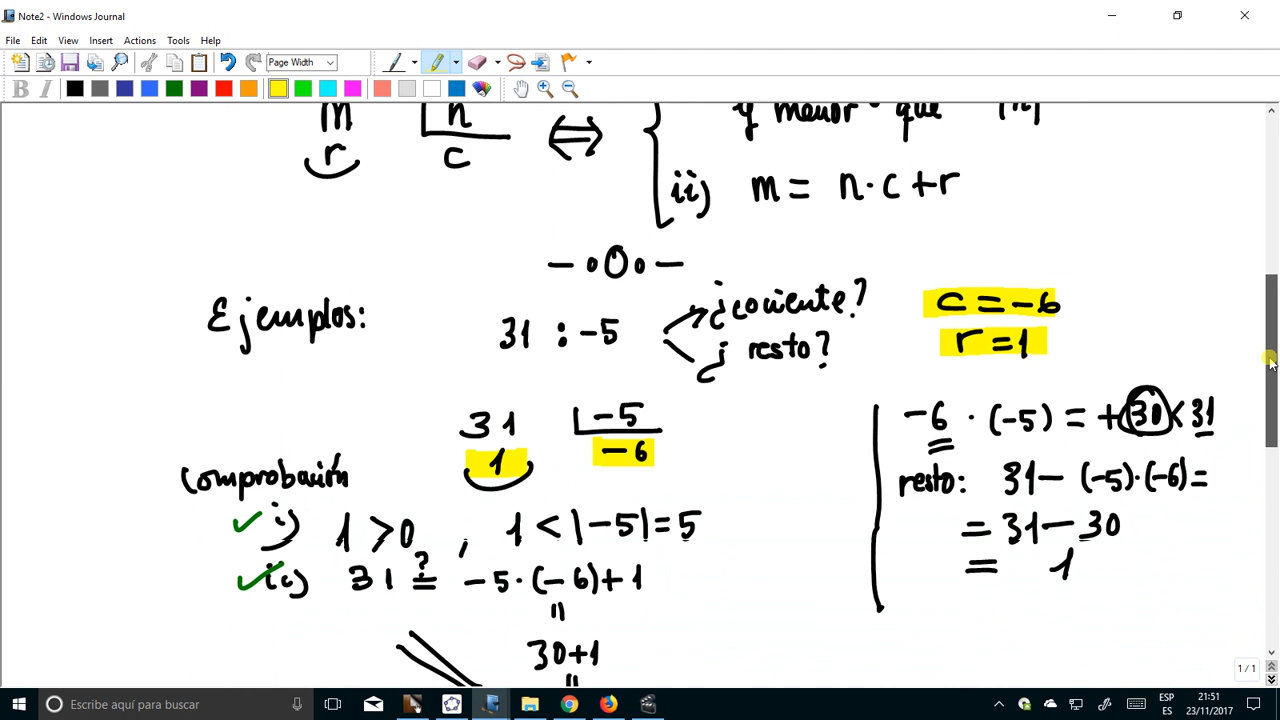 Note2 - Windows Journal
File Edit View Insert Actions Tools Help
Page Width
B I
m n
r c ⇔ { y menor que |n|
ii) m = n·c+r
-o0o-
Ejemplos: 31 : -5 ¿cociente? c = -6
¿resto? r = 1
31 -5
1 -6
-6 · (-5) = +30 < 31
Comprobación resto: 31 - (-5)·(-6) =
✓ i) 1 > 0 , 1 < |-5| = 5 = 31 - 30
✓ ii) 31 ≟ -5·(-6)+1 = 1
=
30+1
=
1 / 1
Escribe aquí para buscar
ESP
ES
21:51
23/11/2017